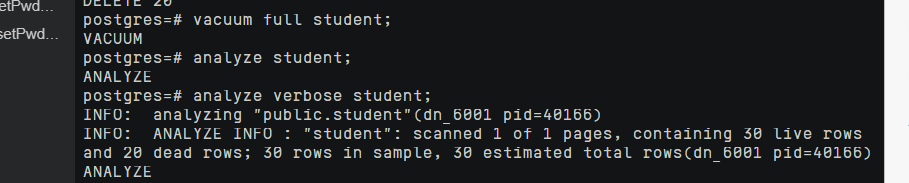 DELETE 20
etPwd...
postgres=# vacuum full student;
setPwd...
VACUUM
postgres=# analyze student;
ANALYZE
postgres=# analyze verbose student;
INFO:  analyzing "public.student"(dn_6001 pid=40166)
INFO:  ANALYZE INFO : "student": scanned 1 of 1 pages, containing 30 live rows
and 20 dead rows; 30 rows in sample, 30 estimated total rows(dn_6001 pid=40166)
ANALYZE